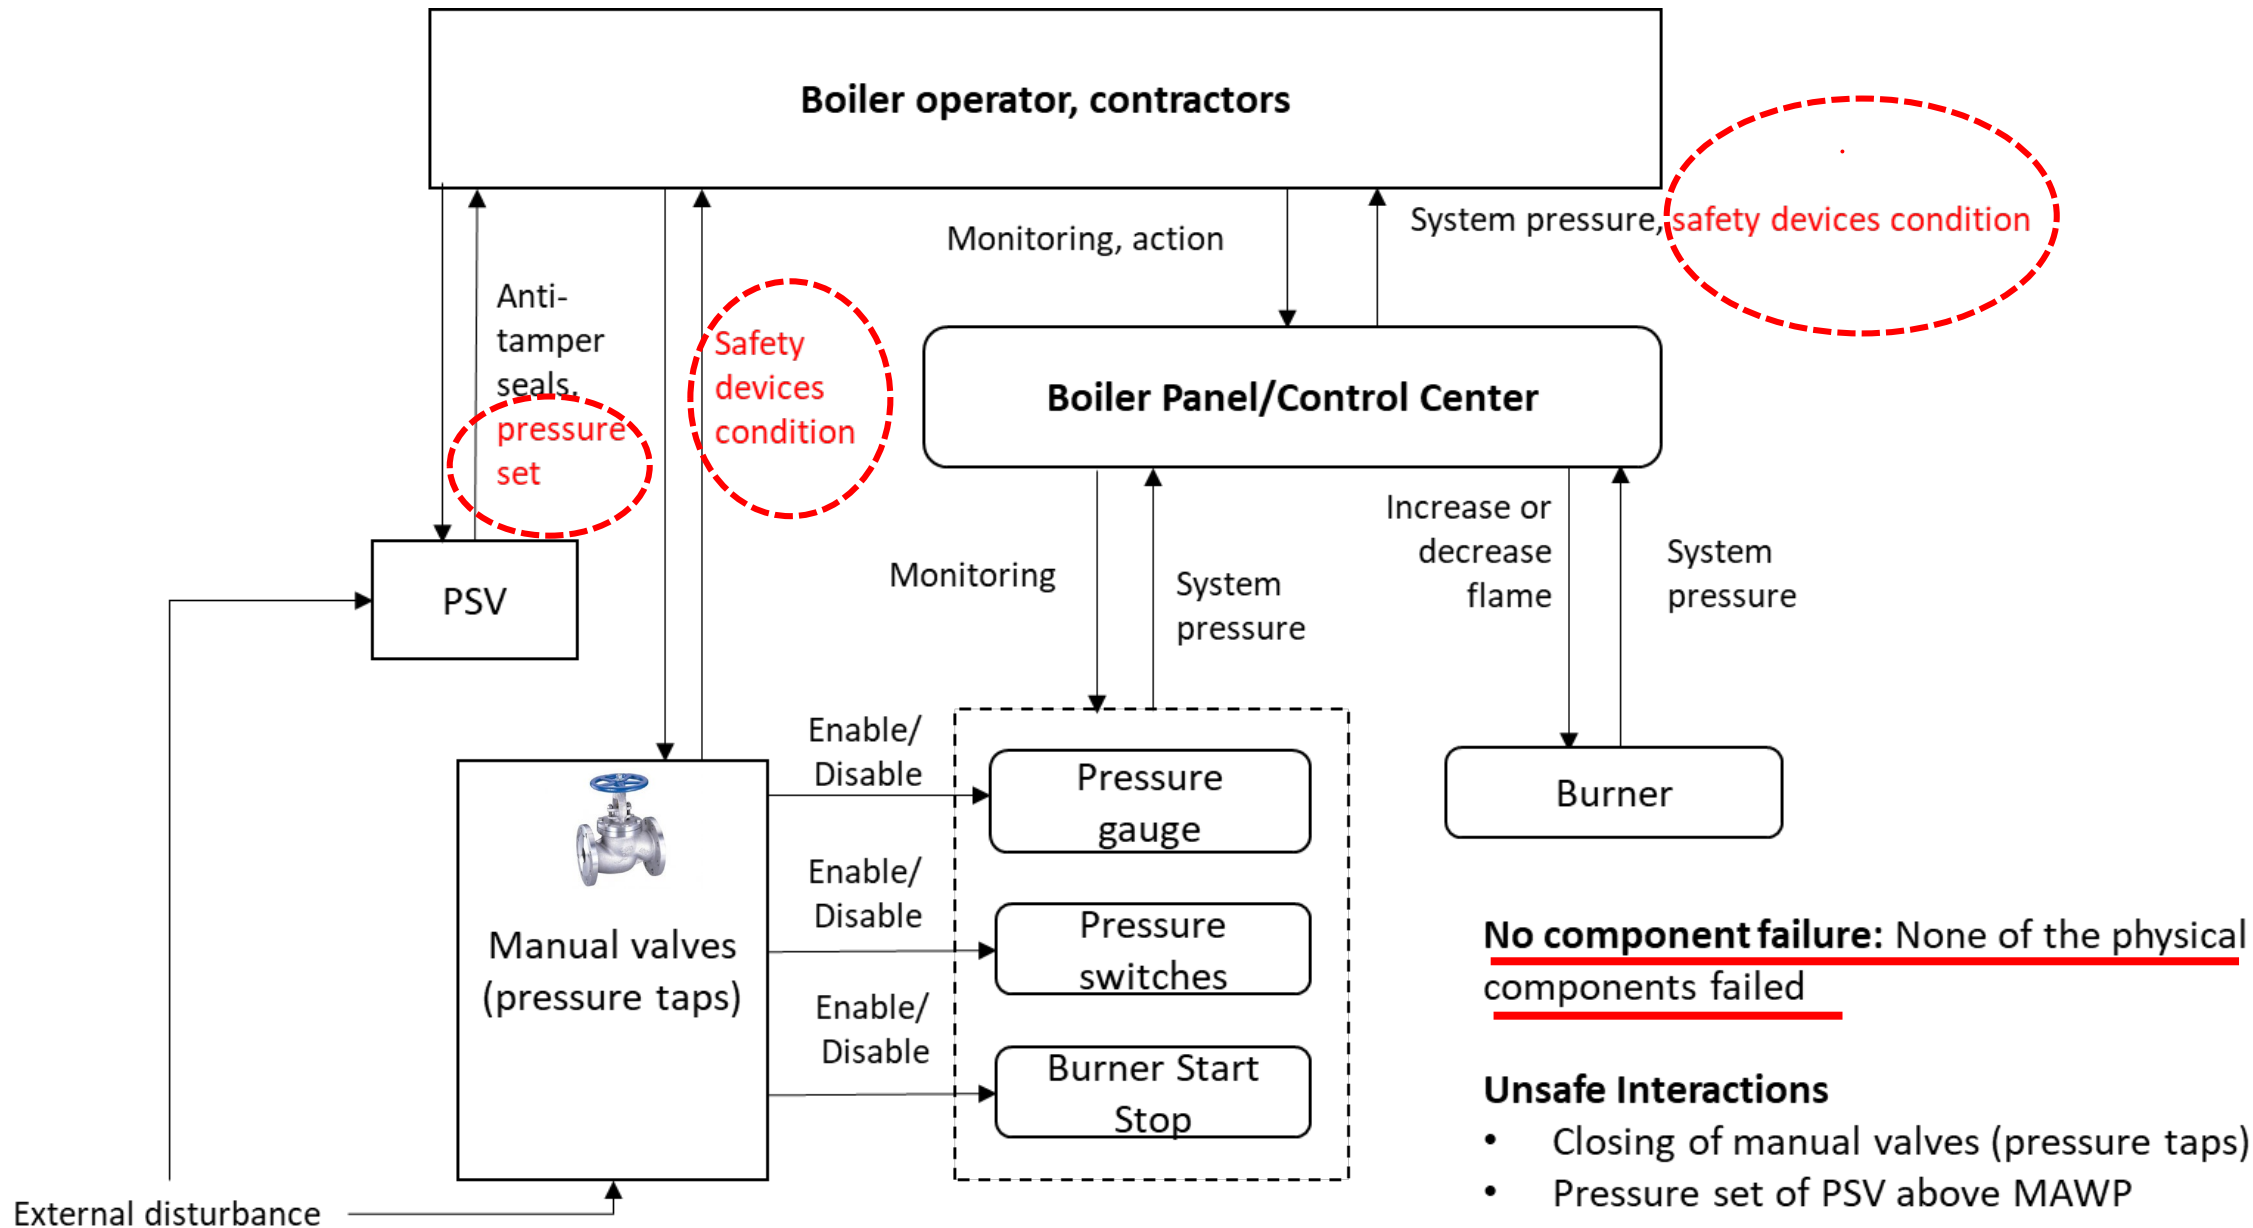 Boiler operator, contractors
System pressure, safety devices condition
Monitoring, action
Anti-
tamper
seals,
pressure
set
Safety
devices
condition
Boiler Panel/Control Center
Increase or
decrease
flame
System
pressure
Monitoring
System
pressure
PSV
Enable/
Disable
Pressure
gauge
Burner
Enable/
Disable
Manual valves
(pressure taps)
Pressure
switches
Enable/
Disable
Burner Start
Stop
No component failure: None of the physical
components failed
Unsafe Interactions
• Closing of manual valves (pressure taps)
• Pressure set of PSV above MAWP
External disturbance